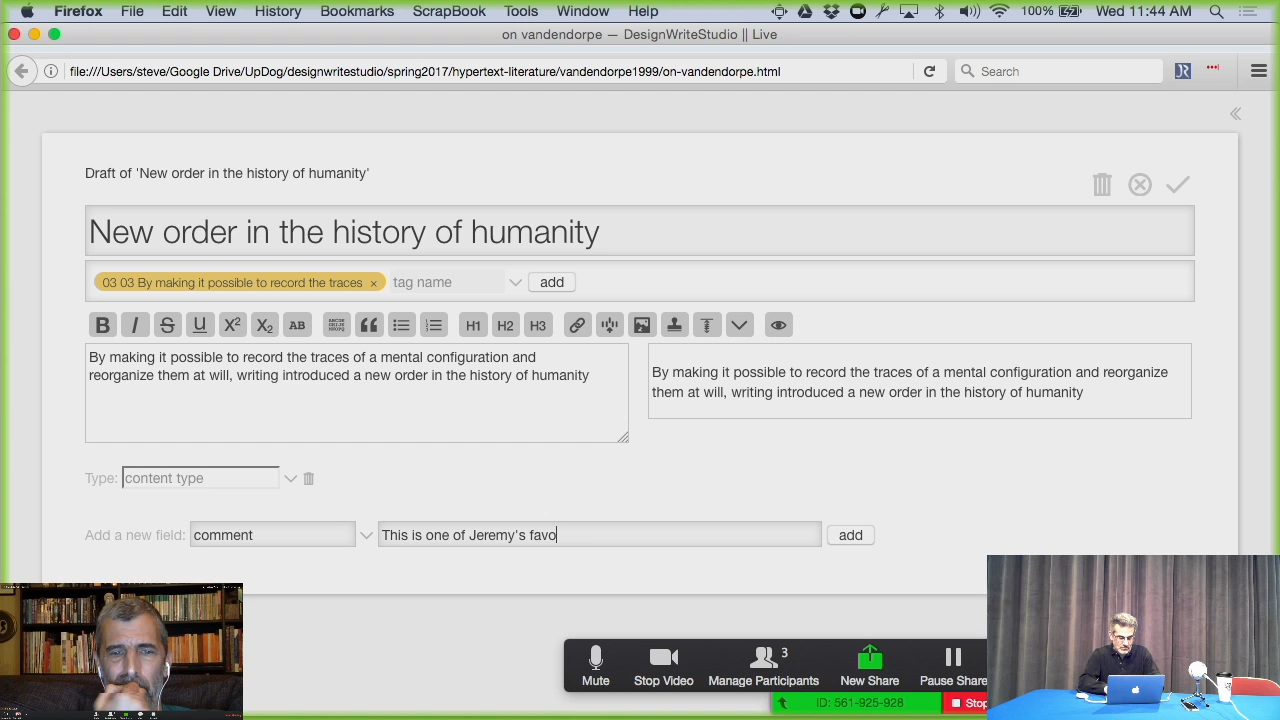 Firefox File Edit View History Bookmarks ScrapBook Tools Window Help 100% Wed 11:44 AM
on vandendorpe — DesignWriteStudio || Live
file:///Users/steve/Google Drive/UpDog/designwritestudio/spring2017/hypertext-literature/vandendorpe1999/on-vandendorpe.html Search
Draft of 'New order in the history of humanity'
New order in the history of humanity
03 03 By making it possible to record the traces × tag name add
B I S U X² X₂ AB H1 H2 H3
By making it possible to record the traces of a mental configuration and
reorganize them at will, writing introduced a new order in the history of humanity
By making it possible to record the traces of a mental configuration and reorganize
them at will, writing introduced a new order in the history of humanity
Type: content type
Add a new field: comment This is one of Jeremy's favo add
3
Mute Stop Video Manage Participants New Share Pause Share
ID: 561-925-928 Stop